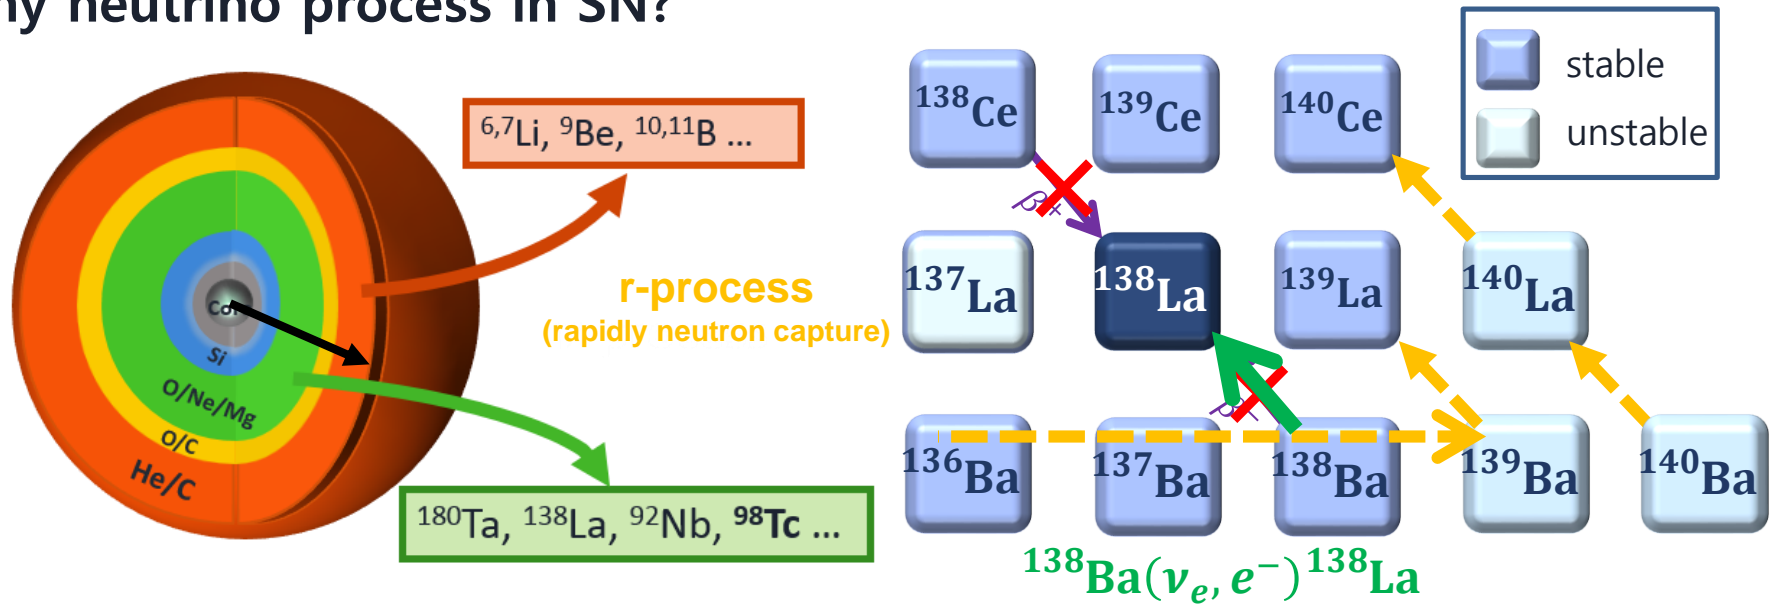 ny neutrino process in SN?
⁶,⁷Li, ⁹Be, ¹⁰,¹¹B ...
Si
O/Ne/Mg
O/C
He/C
r-process
(rapidly neutron capture)
¹⁸⁰Ta, ¹³⁸La, ⁹²Nb, ⁹⁸Tc ...
stable
unstable
¹³⁸Ce ¹³⁹Ce ¹⁴⁰Ce
β⁺
¹³⁷La ¹³⁸La ¹³⁹La ¹⁴⁰La
¹³⁶Ba ¹³⁷Ba ¹³⁸Ba ¹³⁹Ba ¹⁴⁰Ba
¹³⁸Ba(νₑ, e⁻)¹³⁸La